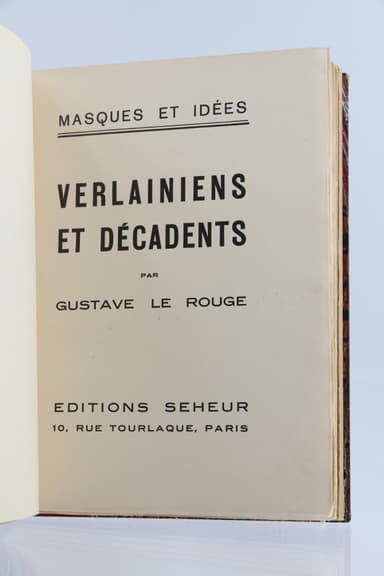 MASQUES ET IDÉES
VERLAINIENS
ET DÉCADENTS
PAR
GUSTAVE LE ROUGE
EDITIONS SEHEUR
10, RUE TOURLAQUE, PARIS